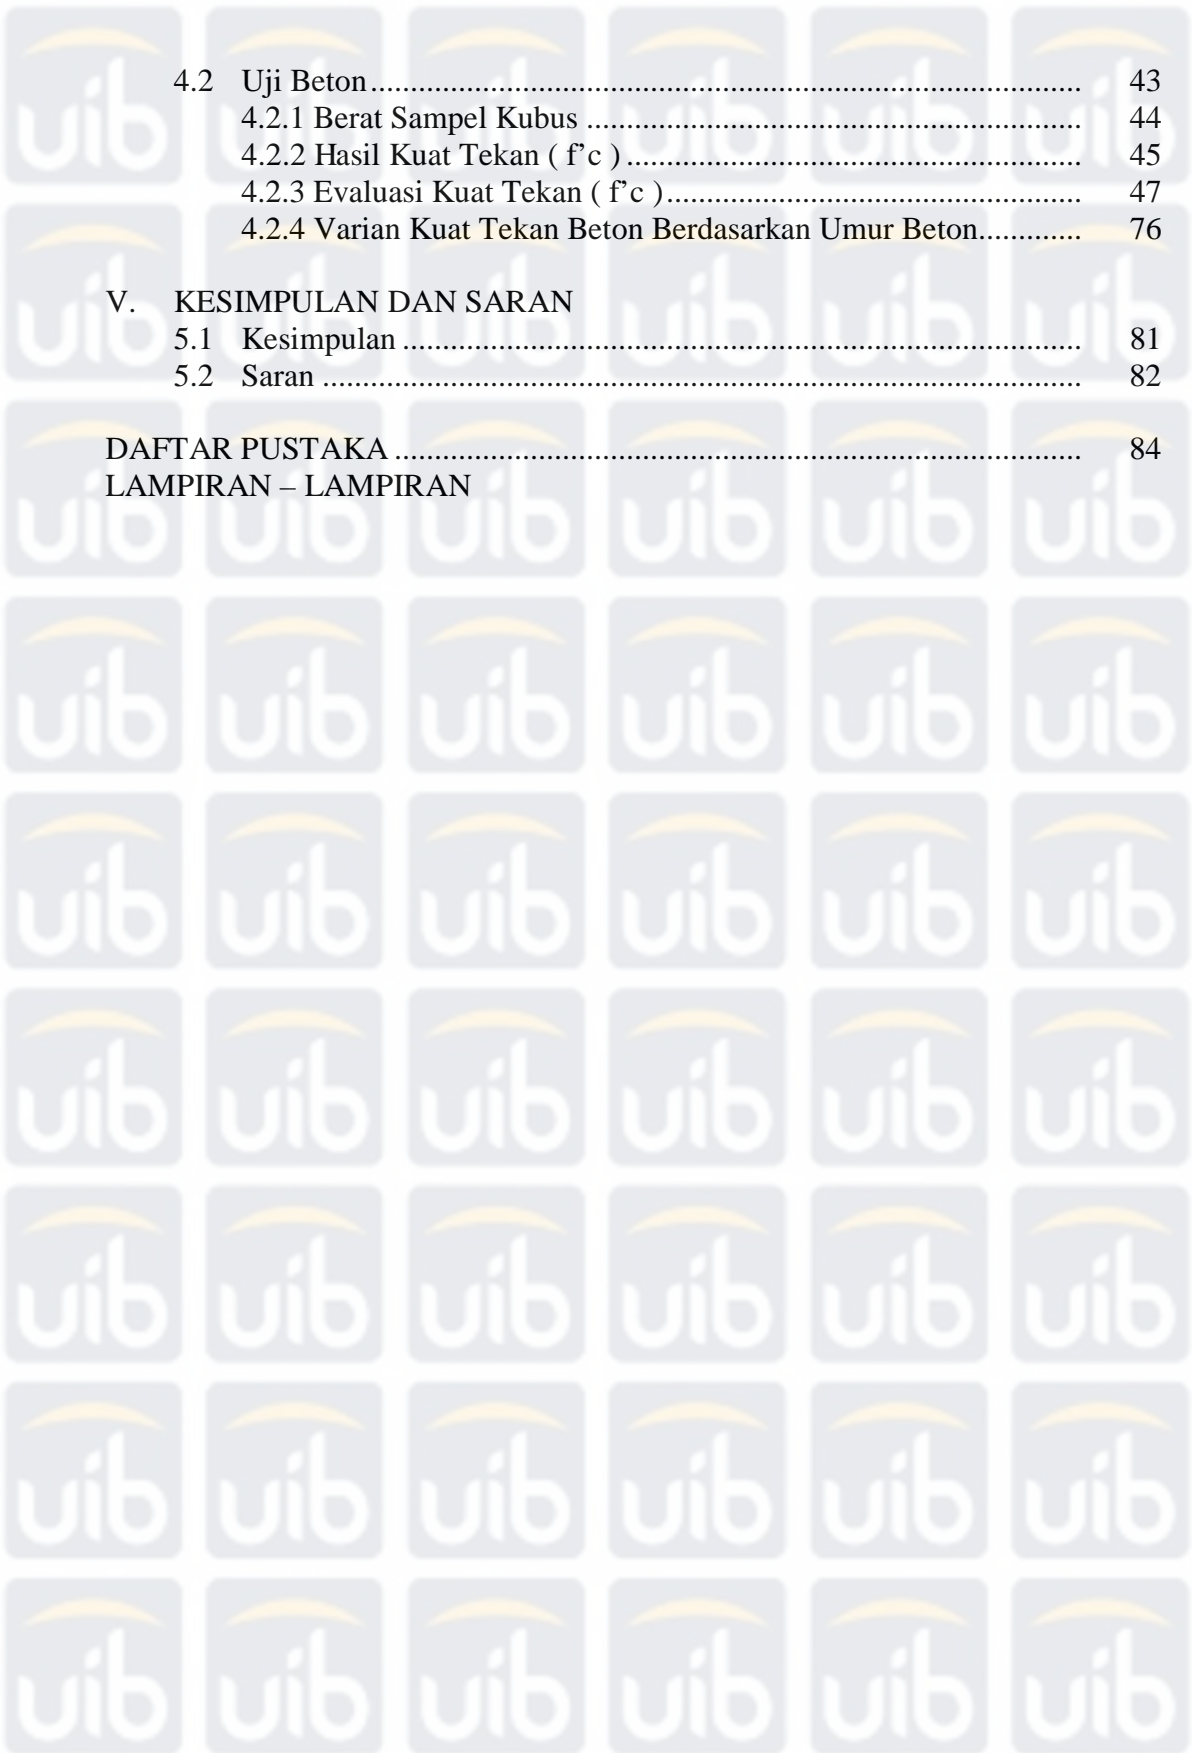 4.2 Uji Beton ........................................................................................ 43
4.2.1 Berat Sampel Kubus ............................................................. 44
4.2.2 Hasil Kuat Tekan ( f’c ) ........................................................ 45
4.2.3 Evaluasi Kuat Tekan ( f’c ) ................................................... 47
4.2.4 Varian Kuat Tekan Beton Berdasarkan Umur Beton ............. 76
V. KESIMPULAN DAN SARAN
5.1 Kesimpulan .................................................................................... 81
5.2 Saran .............................................................................................. 82
DAFTAR PUSTAKA ..................................................................................... 84
LAMPIRAN – LAMPIRAN